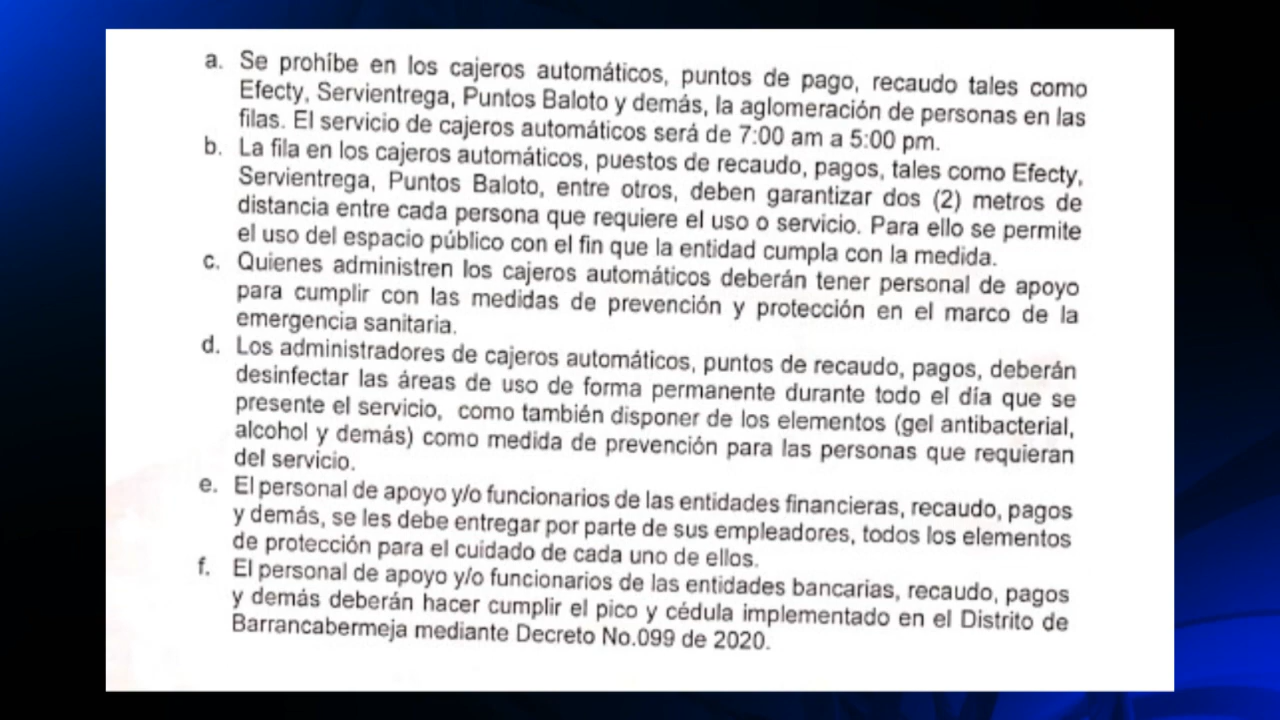 a. Se prohíbe en los cajeros automáticos, puntos de pago, recaudo tales como
Efecty, Servientrega, Puntos Baloto y demás, la aglomeración de personas en las
filas. El servicio de cajeros automáticos será de 7:00 am a 5:00 pm.
b. La fila en los cajeros automáticos, puestos de recaudo, pagos, tales como Efecty,
Servientrega, Puntos Baloto, entre otros, deben garantizar dos (2) metros de
distancia entre cada persona que requiere el uso o servicio. Para ello se permite
el uso del espacio público con el fin que la entidad cumpla con la medida.
c. Quienes administren los cajeros automáticos deberán tener personal de apoyo
para cumplir con las medidas de prevención y protección en el marco de la
emergencia sanitaria.
d. Los administradores de cajeros automáticos, puntos de recaudo, pagos, deberán
desinfectar las áreas de uso de forma permanente durante todo el día que se
presente el servicio, como también disponer de los elementos (gel antibacterial,
alcohol y demás) como medida de prevención para las personas que requieran
del servicio.
e. El personal de apoyo y/o funcionarios de las entidades financieras, recaudo, pagos
y demás, se les debe entregar por parte de sus empleadores, todos los elementos
de protección para el cuidado de cada uno de ellos.
f. El personal de apoyo y/o funcionarios de las entidades bancarias, recaudo, pagos
y demás deberán hacer cumplir el pico y cédula implementado en el Distrito de
Barrancabermeja mediante Decreto No.099 de 2020.